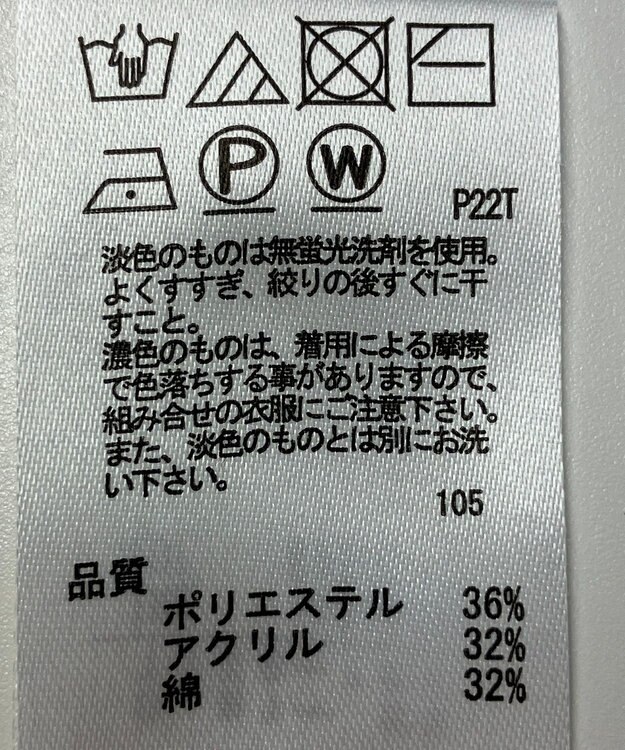 P W
P22T
淡色のものは無蛍光洗剤を使用。
よくすすぎ、絞りの後すぐに干
すこと。
濃色のものは、着用による摩擦
で色落ちする事がありますので、
組み合せの衣服にご注意下さい。
また、淡色のものとは別にお洗
い下さい。
105
品質
ポリエステル 36%
アクリル 32%
綿 32%